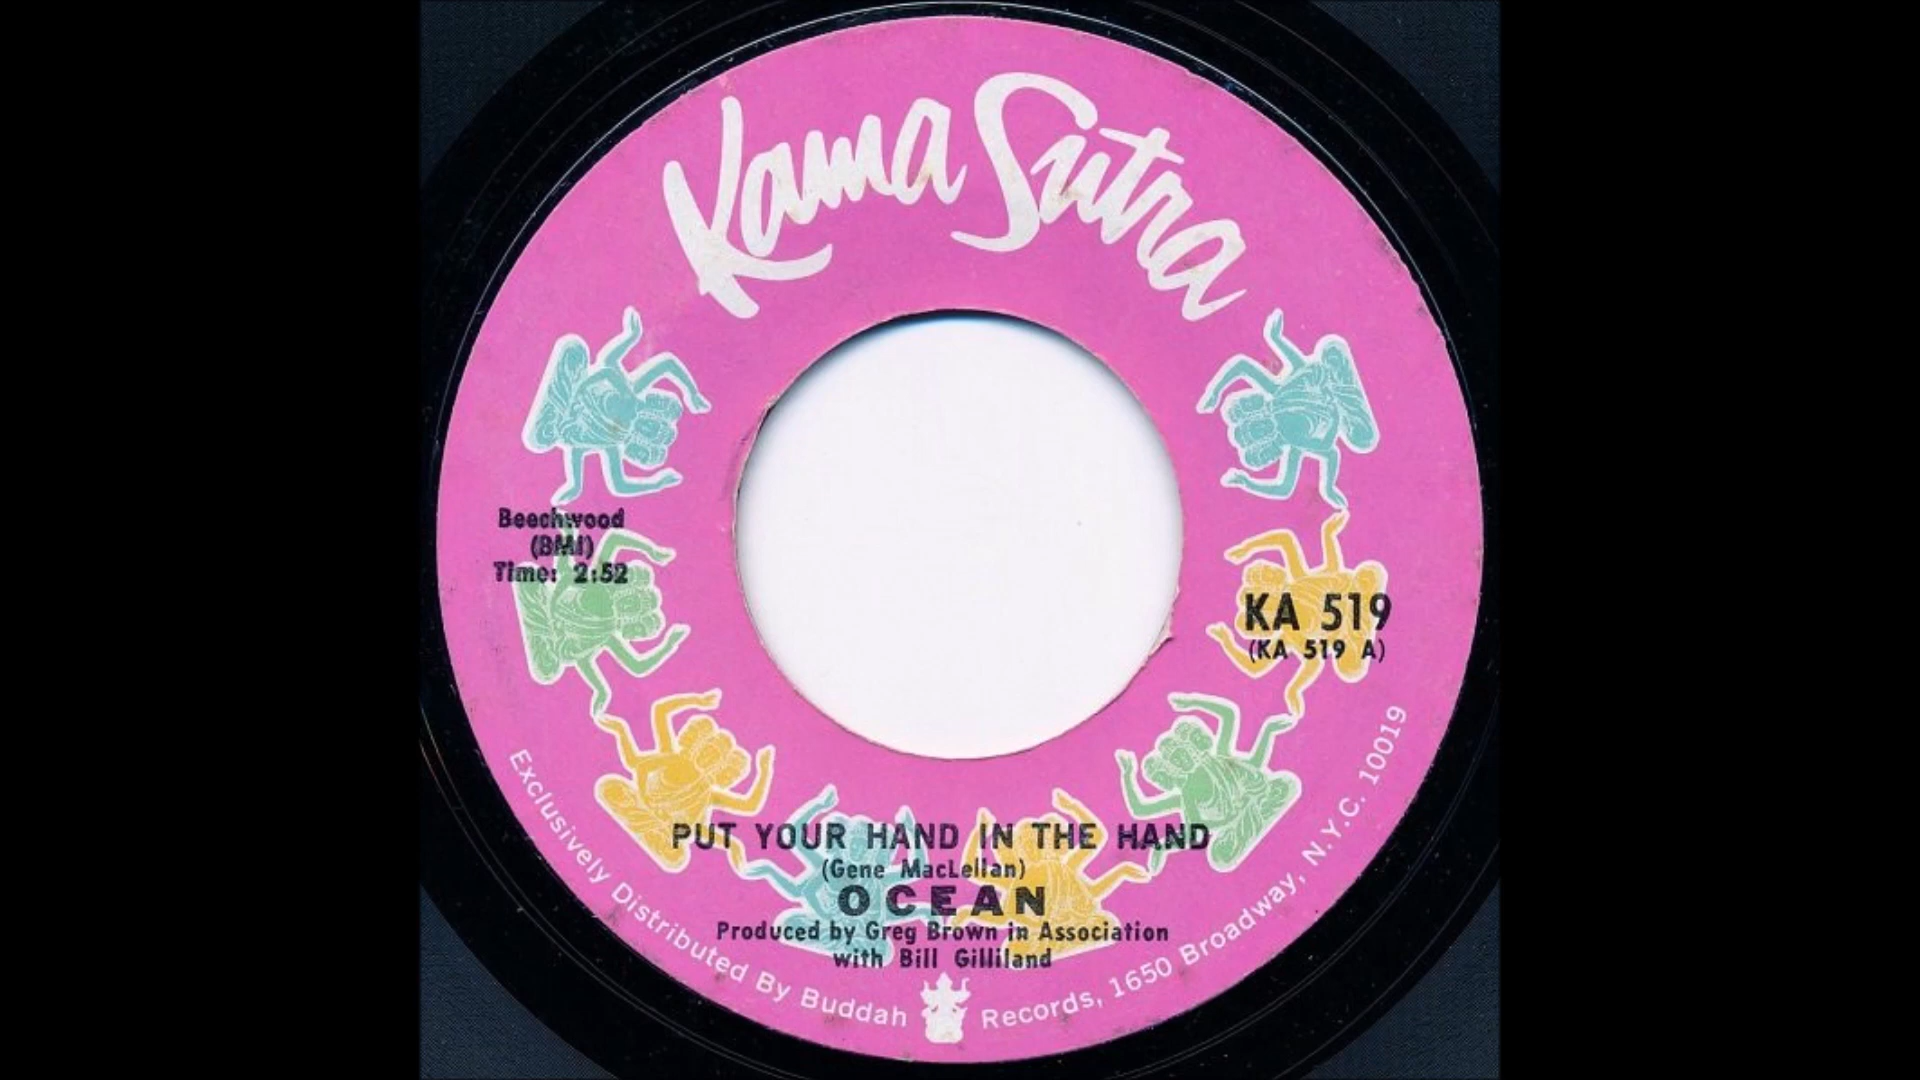 Kama Sutra
Beechwood
(BMI)
Time: 2:52
KA 519
(KA 519 A)
PUT YOUR HAND IN THE HAND
(Gene MacLellan)
OCEAN
Produced by Greg Brown in Association
with Bill Gilliland
Exclusively Distributed By Buddah Records, 1650 Broadway, N.Y.C. 10019